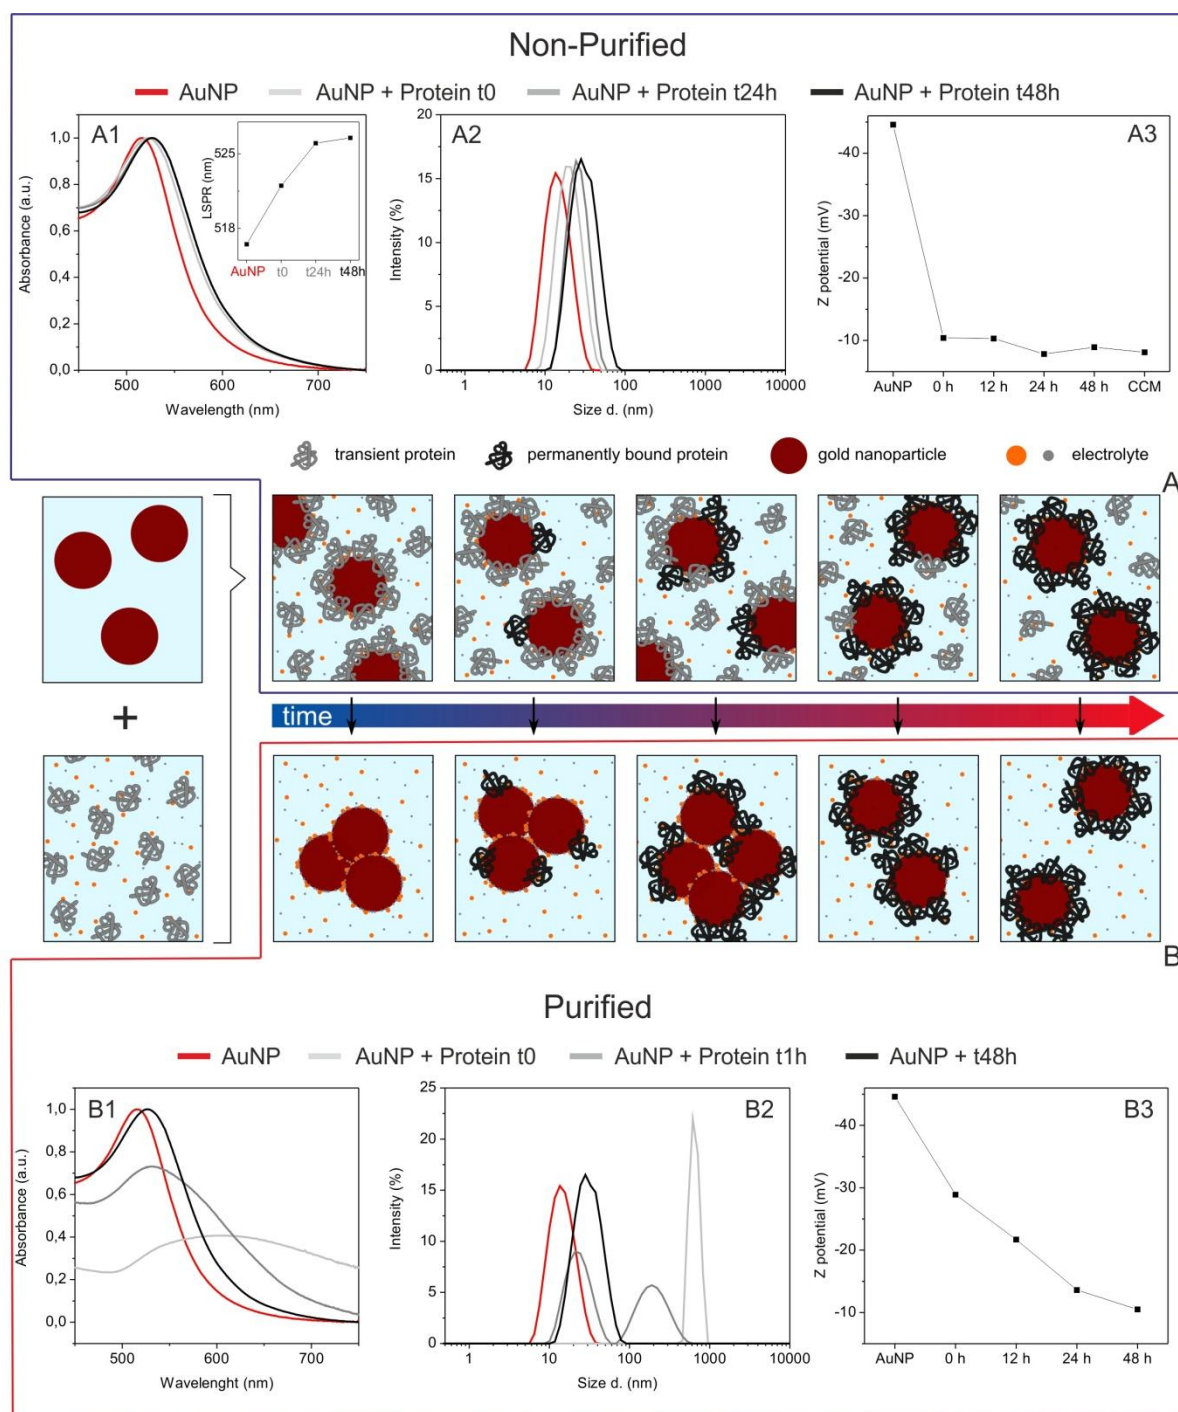 Non-Purified
AuNP AuNP + Protein t0 AuNP + Protein t24h AuNP + Protein t48h
A1
Absorbance (a.u.)
1,0
0,8
0,6
0,4
0,2
0,0
500 600 700
Wavelength (nm)
LSPR (nm)
525
518
AuNP t0 t24h t48h
A2
Intensity (%)
20
15
10
5
0
1 10 100 1000 10000
Size d. (nm)
A3
Z potential (mV)
-40
-30
-20
-10
AuNP 0 h 12 h 24 h 48 h CCM
transient protein permanently bound protein gold nanoparticle electrolyte
A
+
time
B
Purified
AuNP AuNP + Protein t0 AuNP + Protein t1h AuNP + t48h
B1
Absorbance (a.u.)
1,0
0,8
0,6
0,4
0,2
0,0
500 600 700
Wavelenght (nm)
B2
Intensity (%)
25
20
15
10
5
0
1 10 100 1000 10000
Size d. (nm)
B3
Z potential (mV)
-40
-30
-20
-10
AuNP 0 h 12 h 24 h 48 h